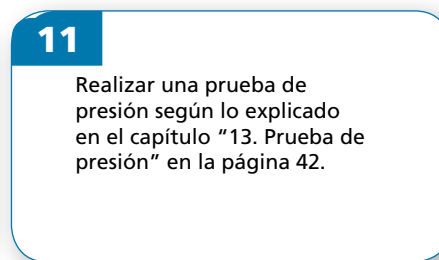 11
Realizar una prueba de
presión según lo explicado
en el capítulo “13. Prueba de
presión” en la página 42.